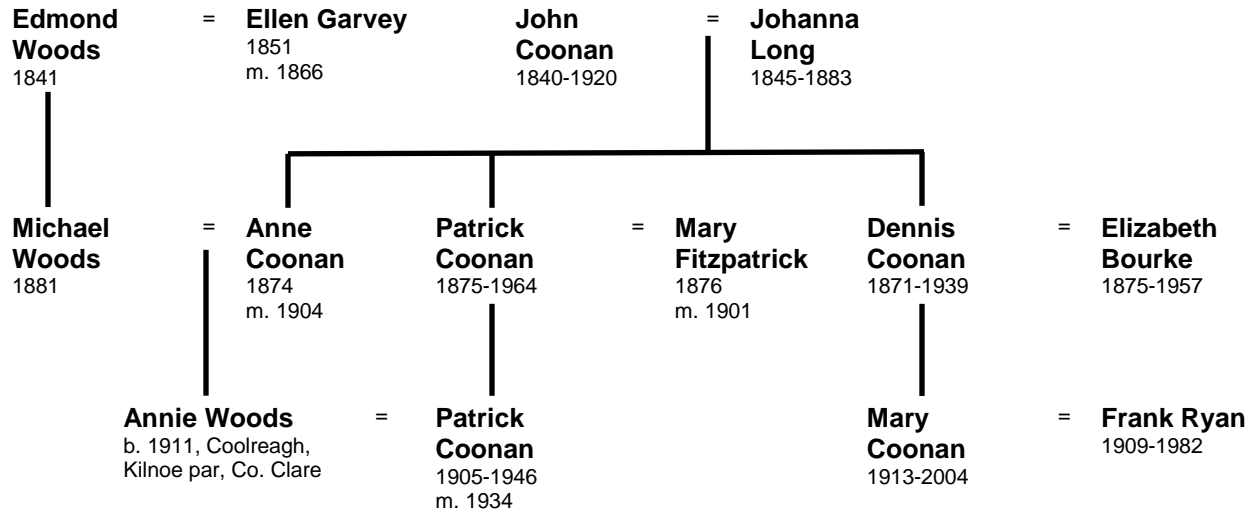 Edmond
Woods
1841
=
Ellen Garvey
1851
m. 1866
John
Coonan
1840-1920
=
Johanna
Long
1845-1883
Michael
Woods
1881
=
Anne
Coonan
1874
m. 1904
Patrick
Coonan
1875-1964
=
Mary
Fitzpatrick
1876
m. 1901
Dennis
Coonan
1871-1939
=
Elizabeth
Bourke
1875-1957
Annie Woods
b. 1911, Coolreagh,
Kilnoe par, Co. Clare
=
Patrick
Coonan
1905-1946
m. 1934
Mary
Coonan
1913-2004
=
Frank Ryan
1909-1982